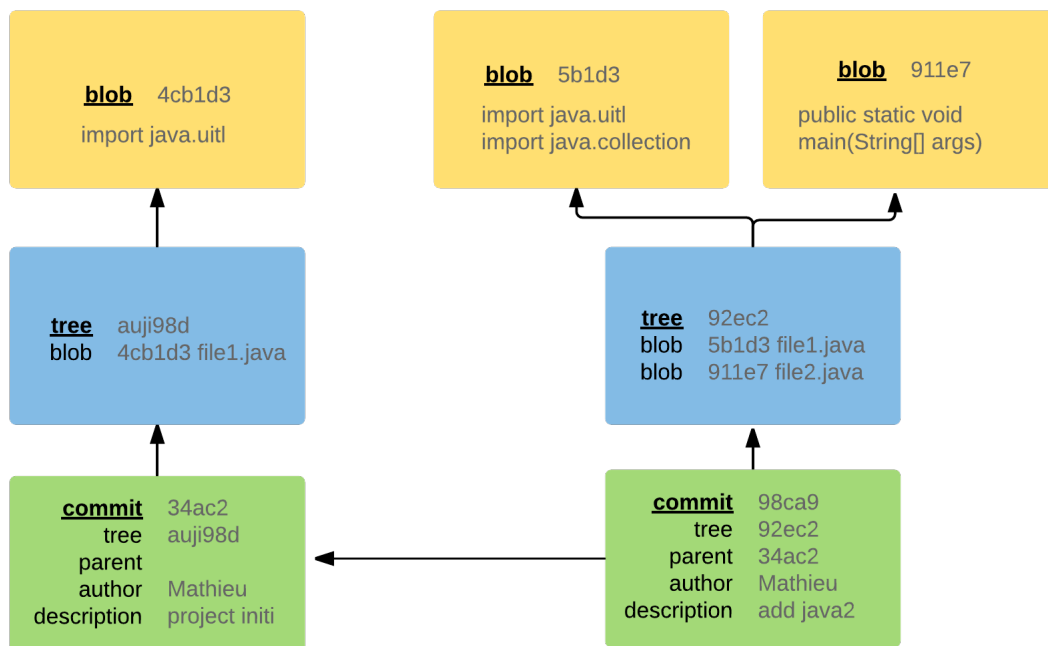 blob 4cb1d3
import java.uitl
blob 5b1d3
import java.uitl
import java.collection
blob 911e7
public static void
main(String[] args)
tree auji98d
blob 4cb1d3 file1.java
tree 92ec2
blob 5b1d3 file1.java
blob 911e7 file2.java
commit 34ac2
tree auji98d
parent
author Mathieu
description project initi
commit 98ca9
tree 92ec2
parent 34ac2
author Mathieu
description add java2